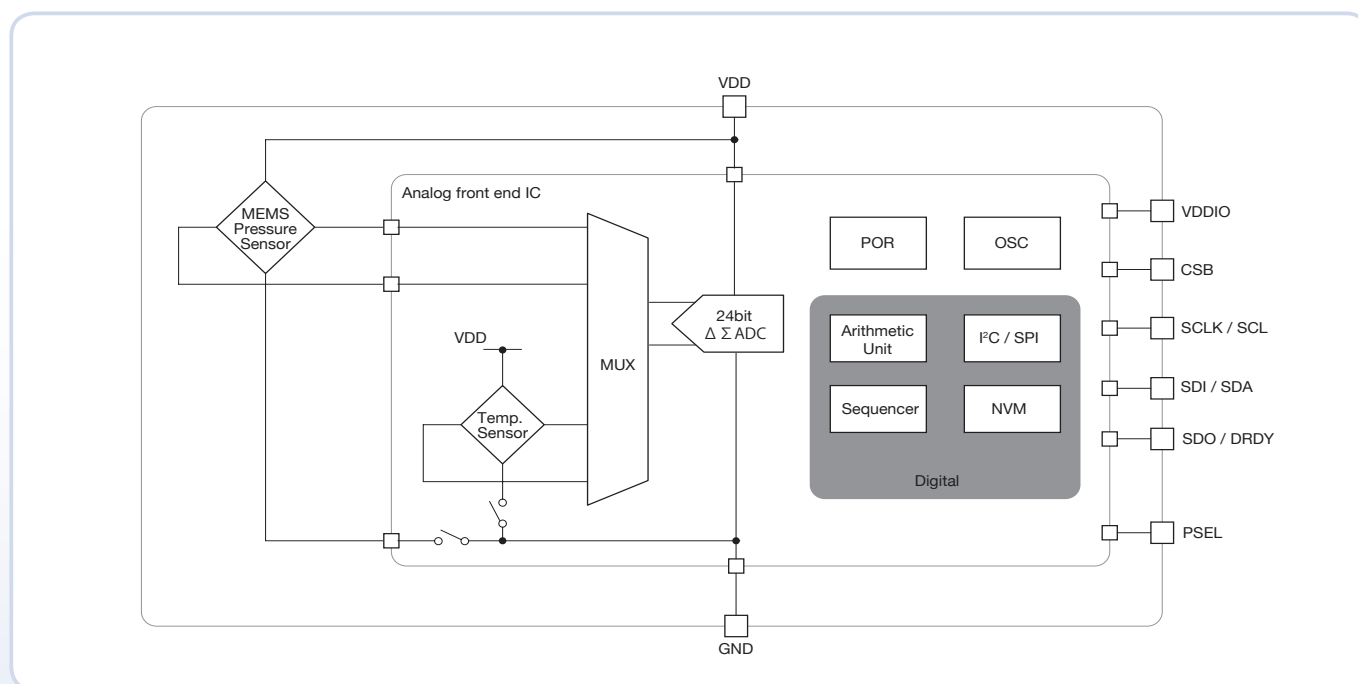 VDD
Analog front end IC
MEMS
Pressure
Sensor
VDD
Temp.
Sensor
MUX
24bit
Δ Σ ADC
POR
OSC
Arithmetic
Unit
I²C / SPI
Sequencer
NVM
Digital
VDDIO
CSB
SCLK / SCL
SDI / SDA
SDO / DRDY
PSEL
GND